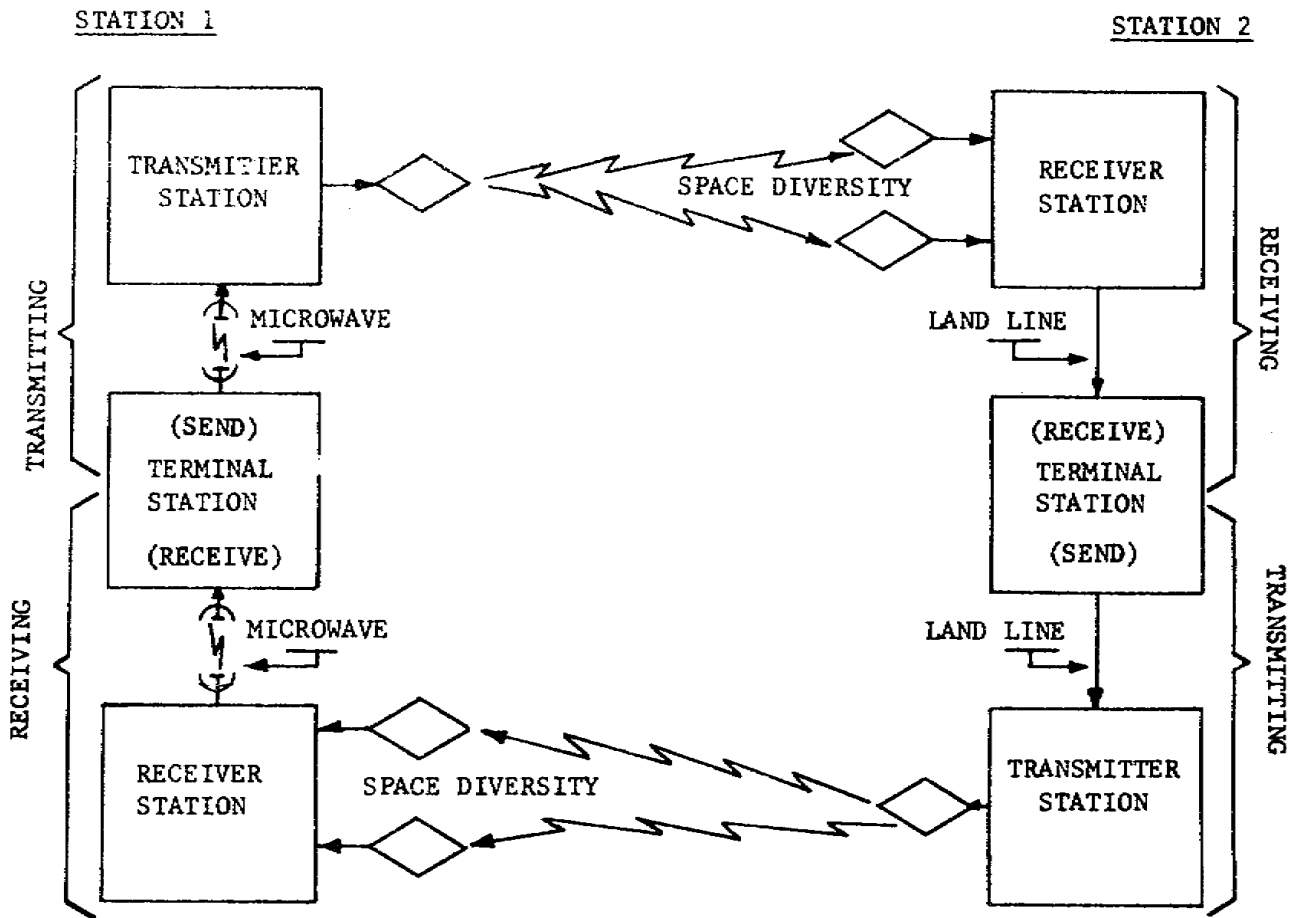 STATION 1
STATION 2
TRANSMITIER
STATION
SPACE DIVERSITY
RECEIVER
STATION
TRANSMITTING
RECEIVING
MICROWAVE
LAND LINE
(SEND)
TERMINAL
STATION
(RECEIVE)
(RECEIVE)
TERMINAL
STATION
(SEND)
RECEIVING
TRANSMITTING
MICROWAVE
LAND LINE
RECEIVER
STATION
SPACE DIVERSITY
TRANSMITTER
STATION